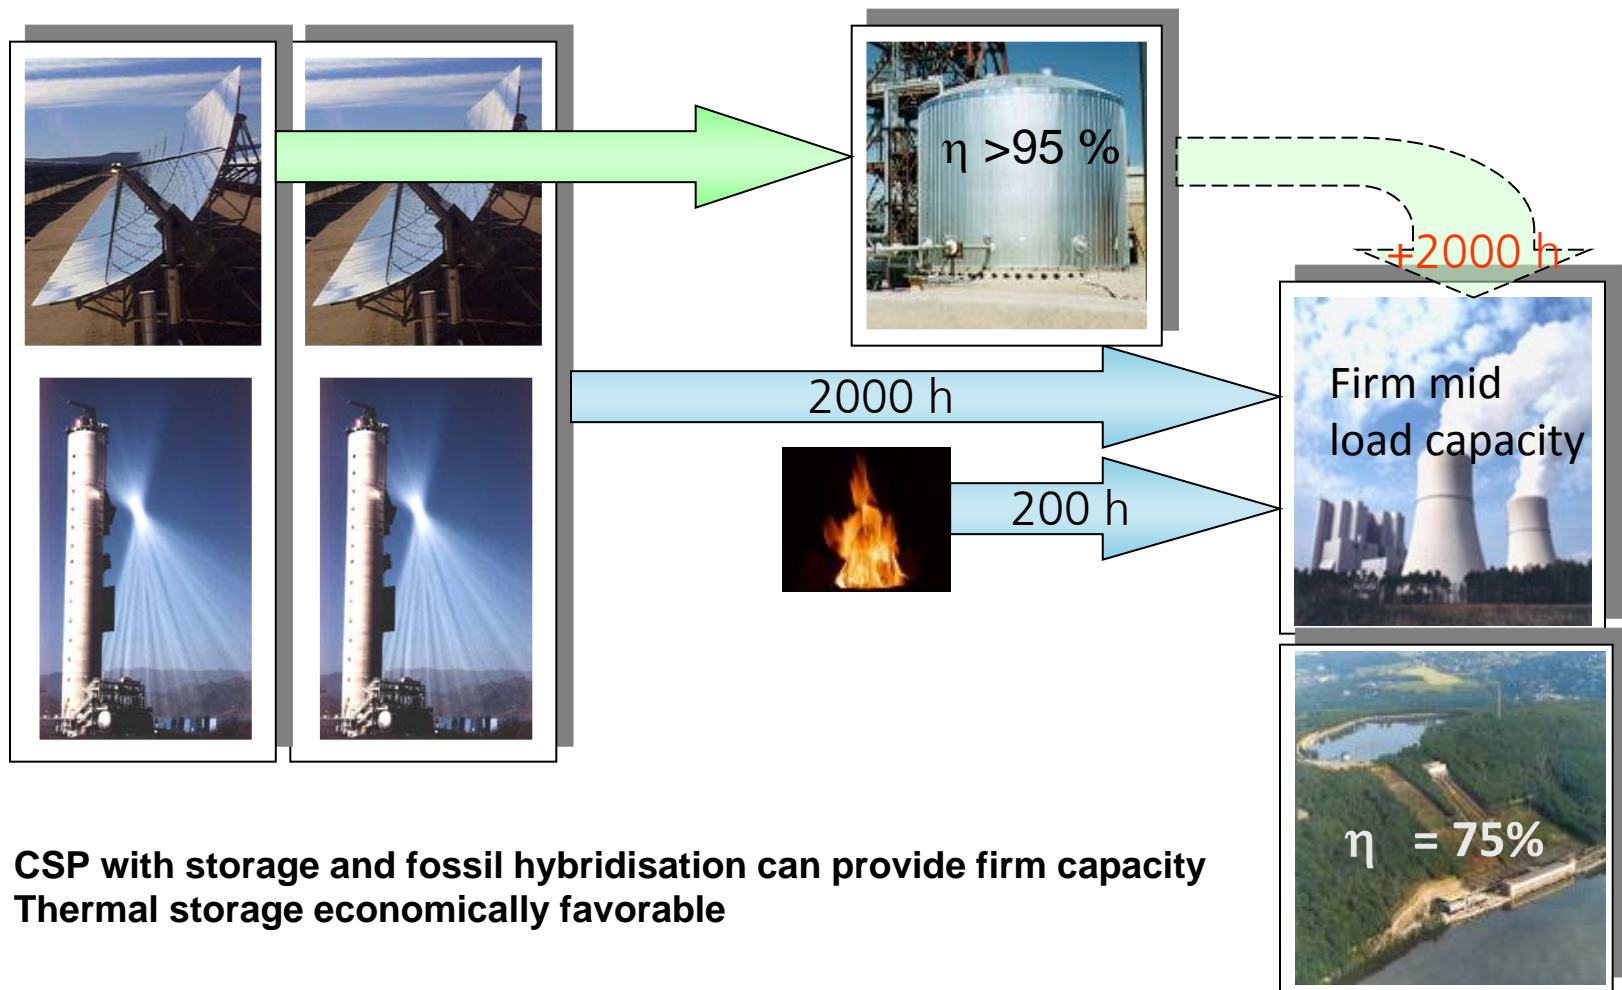 η >95 %
+2000 h
2000 h
Firm mid
load capacity
200 h
η = 75%
CSP with storage and fossil hybridisation can provide firm capacity
Thermal storage economically favorable